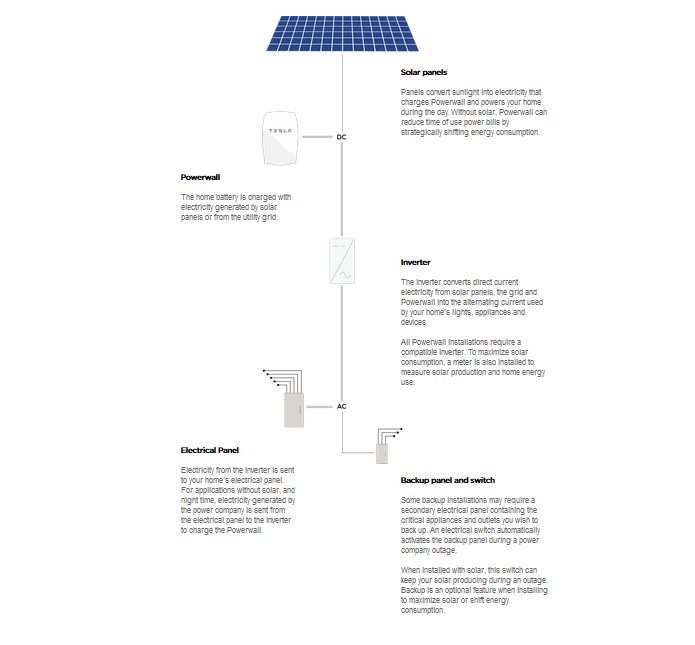 Solar panels
Panels convert sunlight into electricity that
charges Powerwall and powers your home
during the day. Without solar, Powerwall can
reduce time of use power bills by
strategically shifting energy consumption.
TESLA
DC
Powerwall
The home battery is charged with
electricity generated by solar
panels or from the utility grid.
Inverter
The inverter converts direct current
electricity from solar panels, the grid and
Powerwall into the alternating current used
by your home's lights, appliances and
devices.
All Powerwall installations require a
compatible inverter. To maximize solar
consumption, a meter is also installed to
measure solar production and home energy
use.
AC
Electrical Panel
Electricity from the inverter is sent
to your home's electrical panel.
For applications without solar, and
night time, electricity generated by
the power company is sent from
the electrical panel to the inverter
to charge the Powerwall.
Backup panel and switch
Some backup installations may require a
secondary electrical panel containing the
critical appliances and outlets you wish to
back up. An electrical switch automatically
activates the backup panel during a power
company outage.
When installed with solar, this switch can
keep your solar producing during an outage.
Backup is an optional feature when installing
to maximize solar or shift energy
consumption.